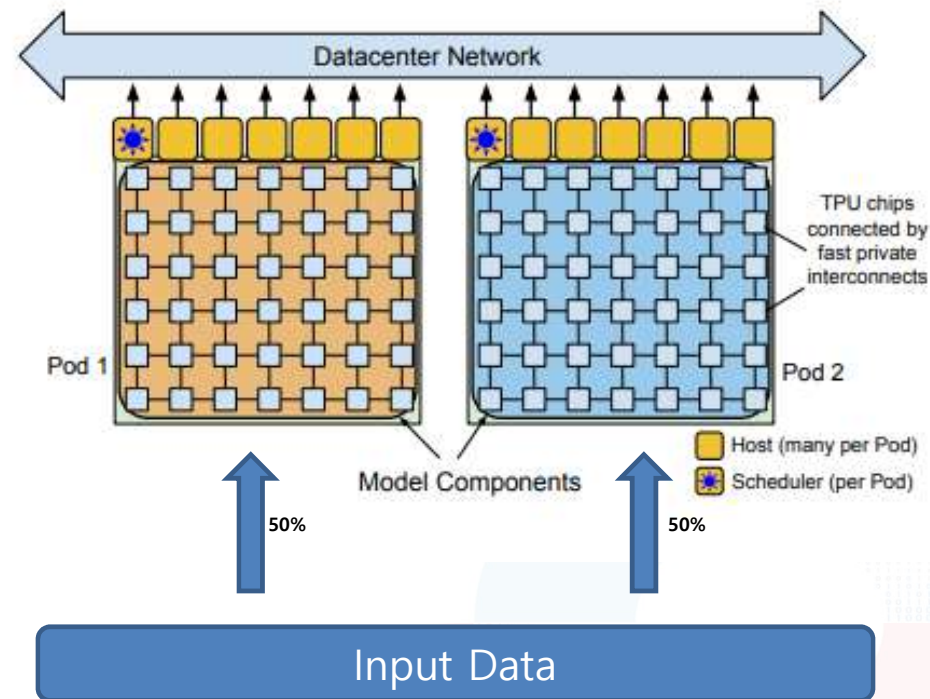 Datacenter Network
TPU chips
connected by
fast private
interconnects
Pod 1
Pod 2
Host (many per Pod)
Model Components
Scheduler (per Pod)
50%
50%
Input Data